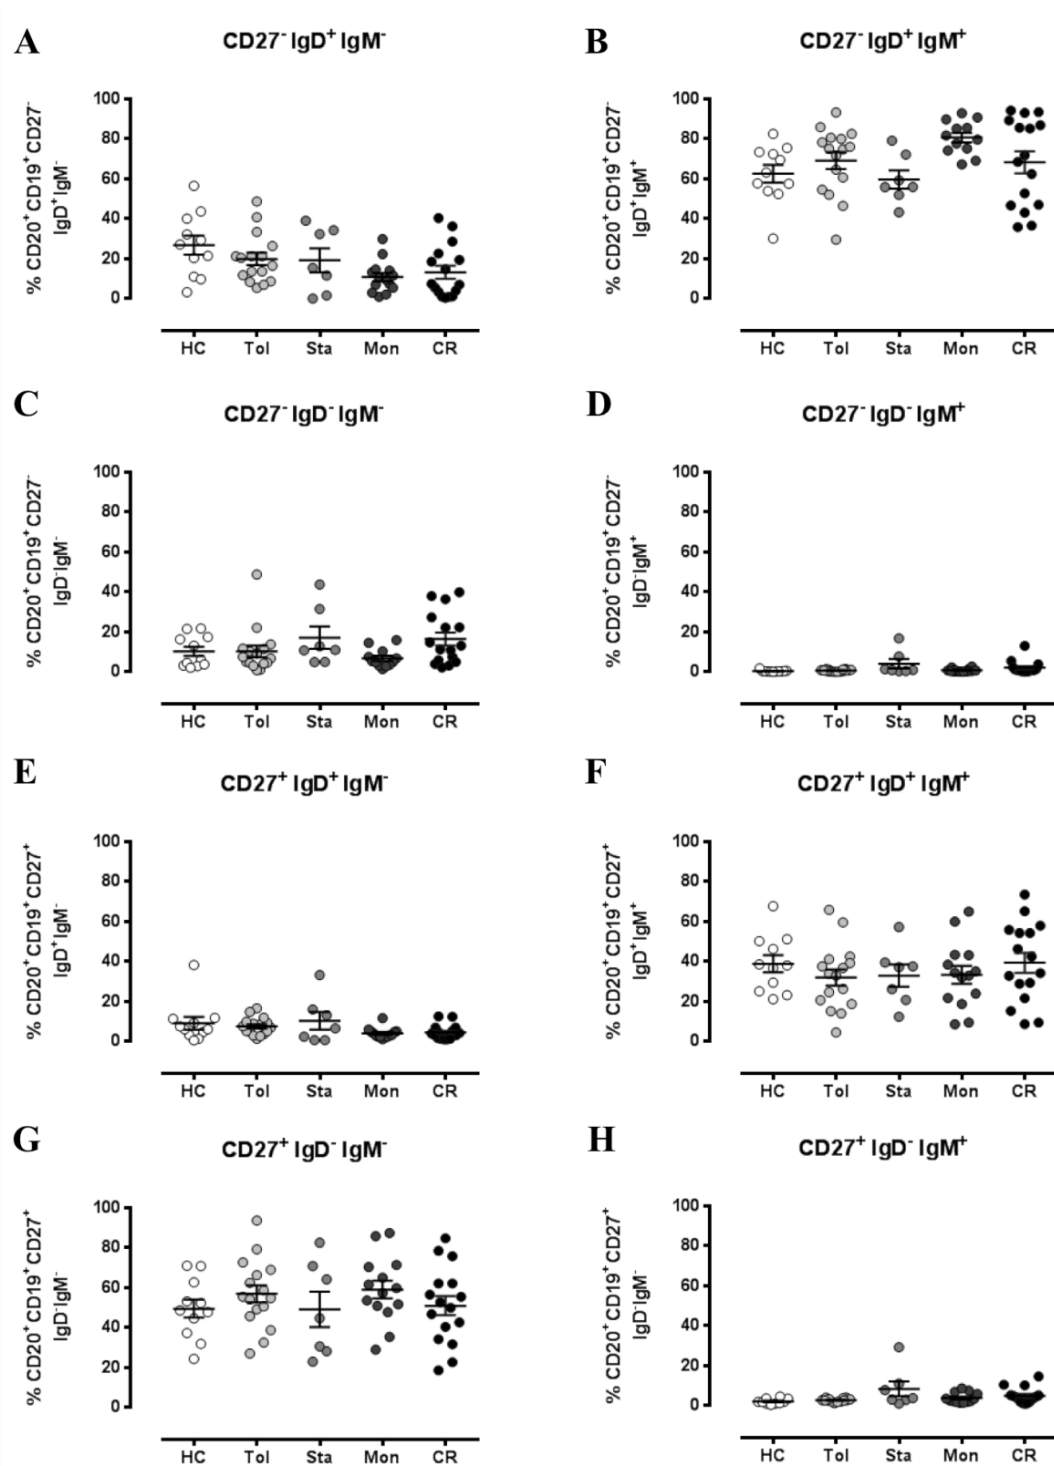 A
CD27⁻ IgD⁺ IgM⁻
% CD20⁺ CD19⁺ CD27⁻
IgD⁺IgM⁻
100
80
60
40
20
0
HC Tol Sta Mon CR
B
CD27⁻ IgD⁺ IgM⁺
% CD20⁺ CD19⁺ CD27⁻
IgD⁺IgM⁺
100
80
60
40
20
0
HC Tol Sta Mon CR
C
CD27⁻ IgD⁻ IgM⁻
% CD20⁺ CD19⁺ CD27⁻
IgD⁻IgM⁻
100
80
60
40
20
0
HC Tol Sta Mon CR
D
CD27⁻ IgD⁻ IgM⁺
% CD20⁺ CD19⁺ CD27⁻
IgD⁻IgM⁺
100
80
60
40
20
0
HC Tol Sta Mon CR
E
CD27⁺ IgD⁺ IgM⁻
% CD20⁺ CD19⁺ CD27⁺
IgD⁺IgM⁻
100
80
60
40
20
0
HC Tol Sta Mon CR
F
CD27⁺ IgD⁺ IgM⁺
% CD20⁺ CD19⁺ CD27⁺
IgD⁺IgM⁺
100
80
60
40
20
0
HC Tol Sta Mon CR
G
CD27⁺ IgD⁻ IgM⁻
% CD20⁺ CD19⁺ CD27⁺
IgD⁻IgM⁻
100
80
60
40
20
0
HC Tol Sta Mon CR
H
CD27⁺ IgD⁻ IgM⁺
% CD20⁺ CD19⁺ CD27⁺
IgD⁻IgM⁻
100
80
60
40
20
0
HC Tol Sta Mon CR